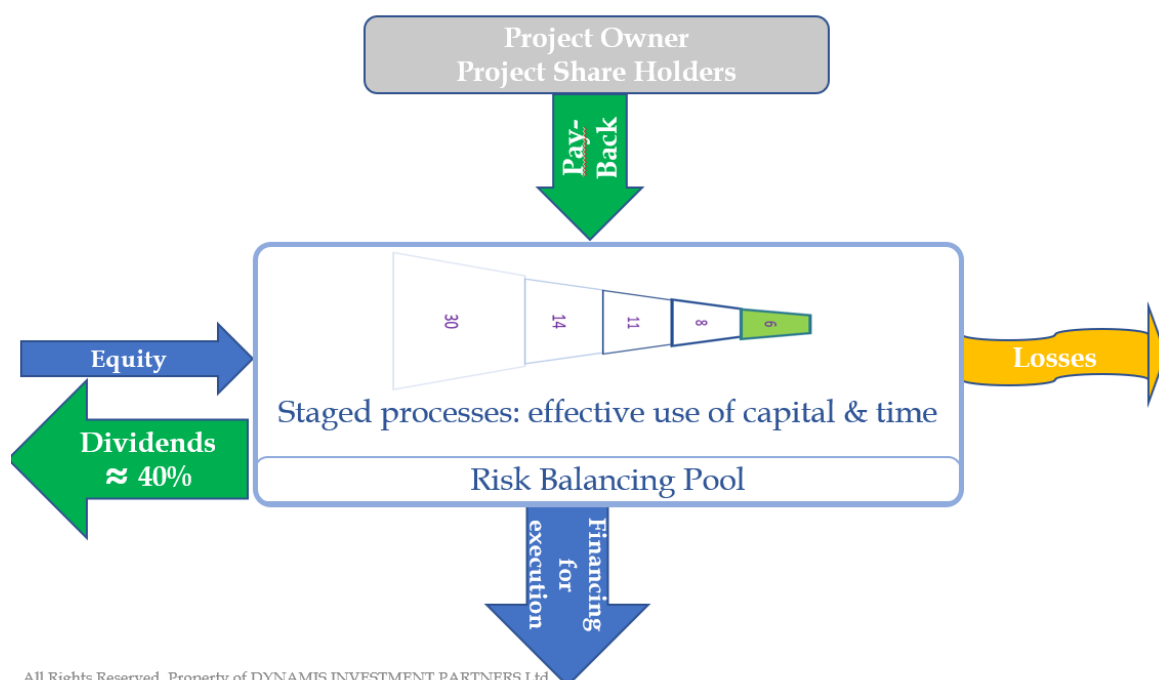 Project Owner
Project Share Holders
Pay-
Back
30
14
11
8
6
Equity
Staged processes: effective use of capital & time
Losses
Dividends
≈ 40%
Risk Balancing Pool
Financing
for
execution
All Rights Reserved. Property of DYNAMIS INVESTMENT PARTNERS Ltd